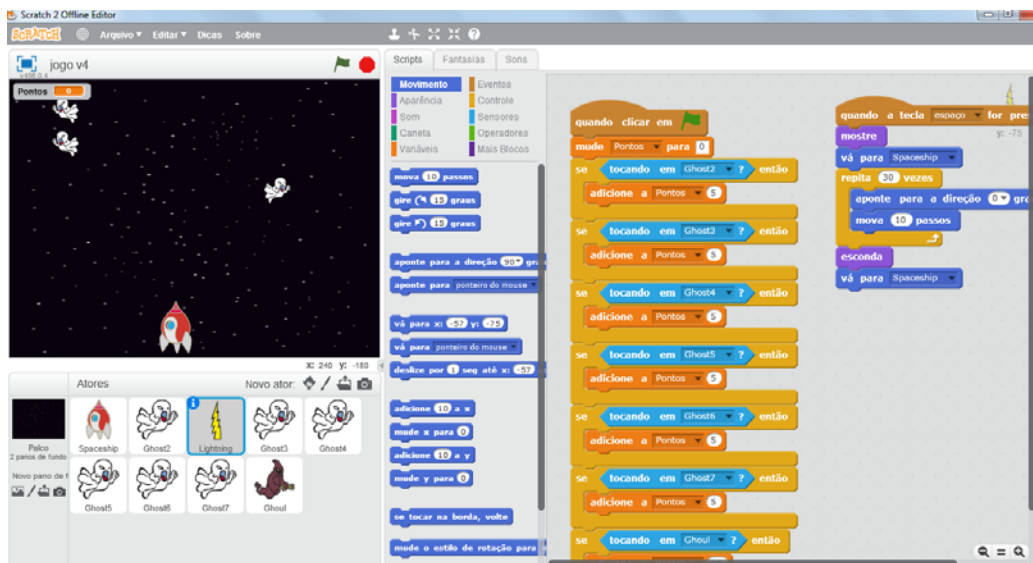 Scratch 2 Offline Editor
SCRATCH Arquivo Editar Dicas Sobre
jogo v4
Pontos 0
x: 240 y: -180
Atores
Novo ator:
Palco
2 panos de fundo
Novo pano de f
Spaceship
Ghost2
Lightning
Ghost3
Ghost4
Ghost5
Ghost6
Ghost7
Ghoul
Scripts Fantasias Sons
Movimento Eventos
Aparência Controle
Som Sensores
Caneta Operadores
Variáveis Mais Blocos
mova 10 passos
gire 15 graus
gire 15 graus
aponte para a direção 90 gra
aponte para ponteiro do mouse
vá para x: -57 y: -75
vá para ponteiro do mouse
deslize por 1 seg até x: -57
adicione 10 a x
mude x para 0
adicione 10 a y
mude y para 0
se tocar na borda, volte
mude o estilo de rotação para
quando clicar em
mude Pontos para 0
se tocando em Ghost2 ? então
adicione a Pontos 5
se tocando em Ghost3 ? então
adicione a Pontos 5
se tocando em Ghost4 ? então
adicione a Pontos 5
se tocando em Ghost5 ? então
adicione a Pontos 5
se tocando em Ghost6 ? então
adicione a Pontos 5
se tocando em Ghost7 ? então
adicione a Pontos 5
se tocando em Ghoul ? então
quando a tecla espaço for pre
y: -75
mostre
vá para Spaceship
repita 30 vezes
aponte para a direção 0 gra
mova 10 passos
esconda
vá para Spaceship